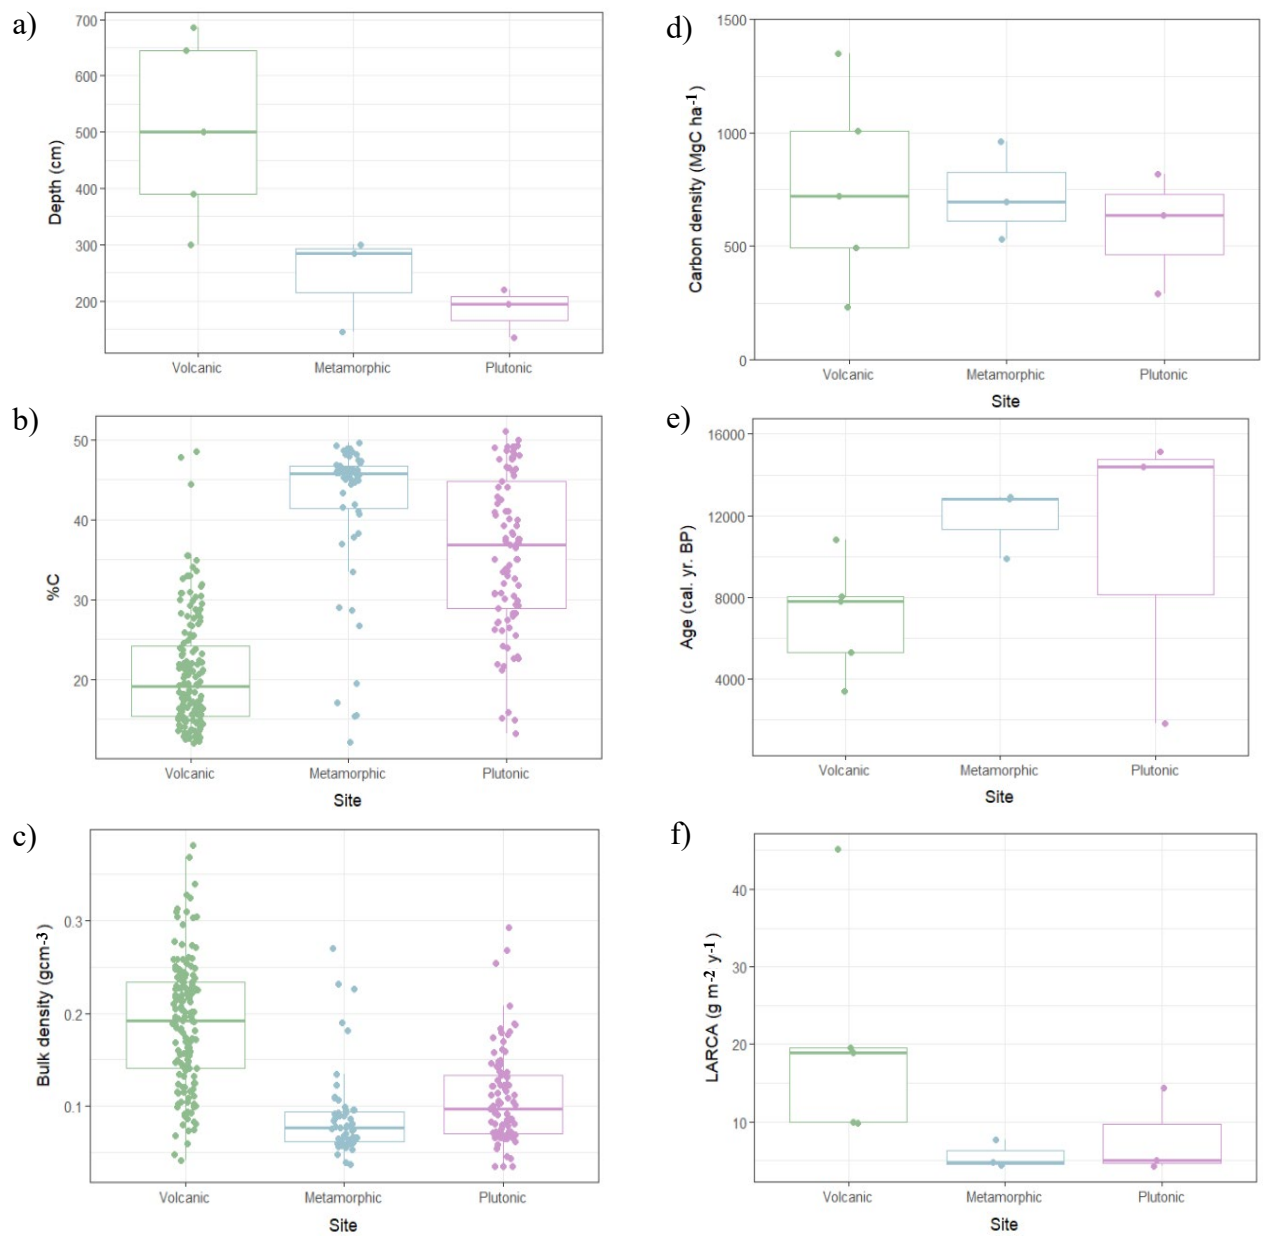 a)
700
600
500
400
300
200
Depth (cm)
Volcanic Metamorphic Plutonic
b)
50
40
30
20
%C
Volcanic Metamorphic Plutonic
Site
c)
0.3
0.2
0.1
Bulk density (gcm-3)
Volcanic Metamorphic Plutonic
Site
d)
1500
1000
500
0
Carbon density (MgC ha-1)
Volcanic Metamorphic Plutonic
Site
e)
16000
12000
8000
4000
Age (cal. yr. BP)
Volcanic Metamorphic Plutonic
Site
f)
40
30
20
10
LARCA (g m-2 y-1)
Volcanic Metamorphic Plutonic
Site